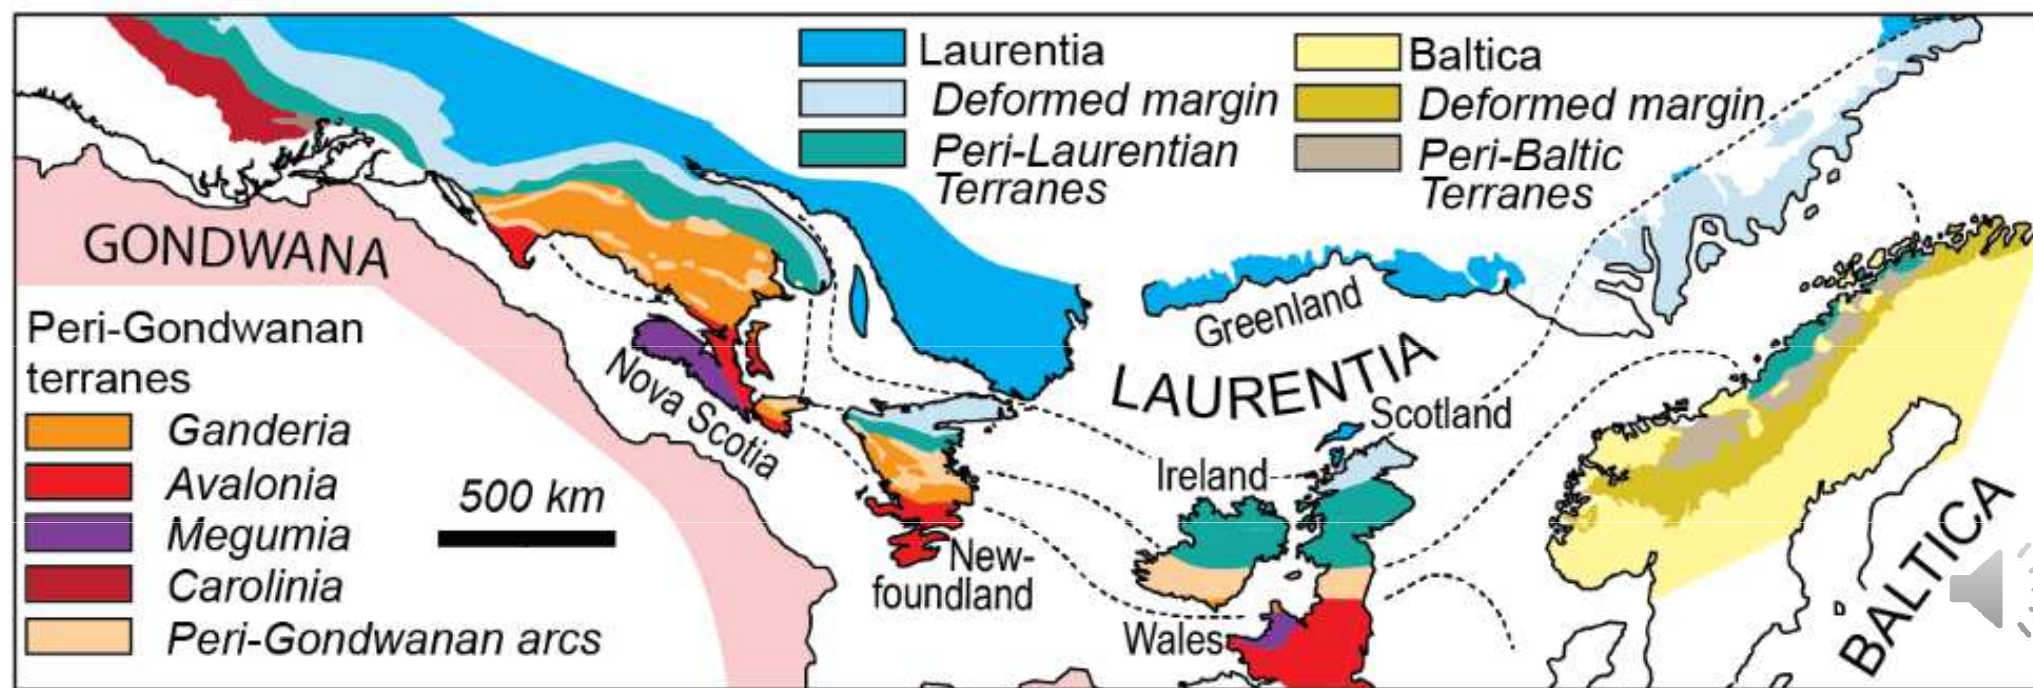 Laurentia
Deformed margin
Peri-Laurentian
Terranes
Baltica
Deformed margin
Peri-Baltic
Terranes
GONDWANA
Peri-Gondwanan
terranes
Ganderia
Avalonia
Megumia
Carolinia
Peri-Gondwanan arcs
500 km
Nova Scotia
New-
foundland
Greenland
LAURENTIA
Scotland
Ireland
Wales
BALTICA